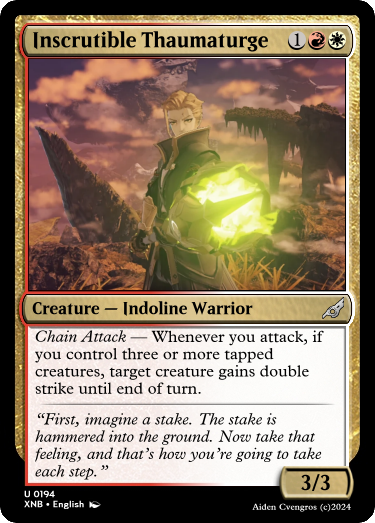 Inscrutible Thaumaturge 1
Creature — Indoline Warrior
Chain Attack — Whenever you attack, if
you control three or more tapped
creatures, target creature gains double
strike until end of turn.
“First, imagine a stake. The stake is
hammered into the ground. Now take that
feeling, and that’s how you’re going to take
each step.”
3/3
U 0194
XNB • English
Aiden Cvengros (c)2024